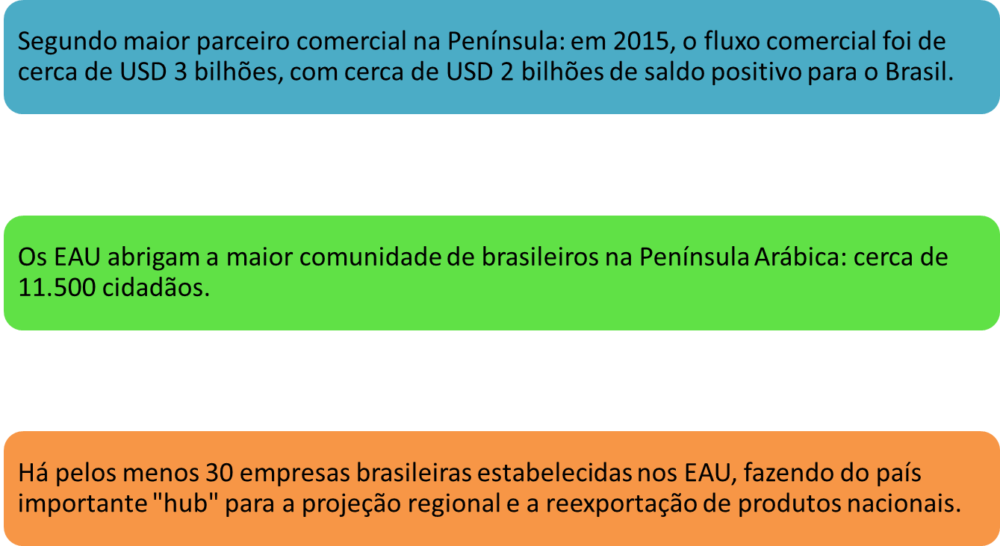 Segundo maior parceiro comercial na Península: em 2015, o fluxo comercial foi de
cerca de USD 3 bilhões, com cerca de USD 2 bilhões de saldo positivo para o Brasil.
Os EAU abrigam a maior comunidade de brasileiros na Península Arábica: cerca de
11.500 cidadãos.
Há pelos menos 30 empresas brasileiras estabelecidas nos EAU, fazendo do país
importante "hub" para a projeção regional e a reexportação de produtos nacionais.